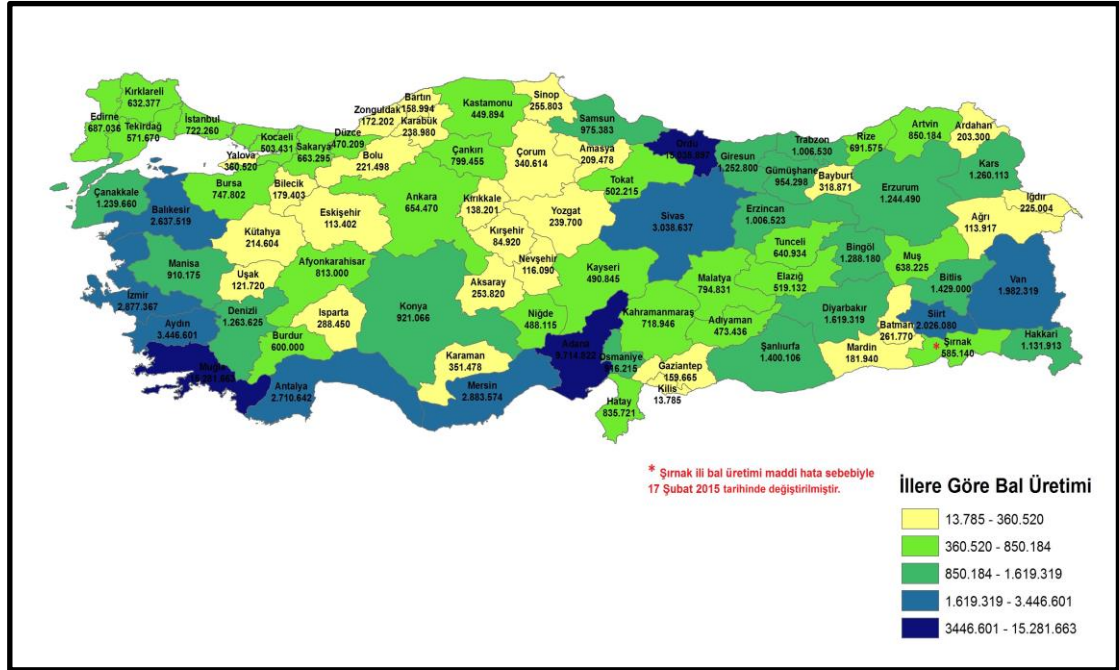 Kırklareli
632.377
Edirne
687.036
Tekirdağ
571.670
İstanbul
722.260
Kocaeli
503.431
Sakarya
663.295
Yalova
360.520
Düzce
470.209
Zonguldak
172.202
Bartın
158.994
Karabük
238.980
Kastamonu
449.894
Sinop
255.803
Samsun
975.383
Ordu
Giresun
1.252.800
Trabzon
1.006.530
Rize
691.575
Artvin
850.184
Ardahan
203.300
Kars
1.260.113
Iğdır
225.004
Bolu
221.498
Çankırı
799.455
Çorum
340.614
Amasya
209.478
Tokat
502.215
Gümüşhane
954.298
Bayburt
318.871
Erzurum
1.244.490
Ağrı
113.917
Çanakkale
1.239.660
Balıkesir
2.637.519
Bursa
747.802
Bilecik
179.403
Eskişehir
113.402
Ankara
654.470
Kırıkkale
138.201
Yozgat
239.700
Sivas
3.038.637
Erzincan
1.006.523
Tunceli
640.934
Bingöl
1.288.180
Muş
638.225
Bitlis
1.429.000
Van
1.982.319
Kütahya
214.604
Kırşehir
84.920
Nevşehir
116.090
Kayseri
490.845
Malatya
794.831
Elazığ
519.132
Manisa
910.175
Uşak
121.720
Afyonkarahisar
813.000
Aksaray
253.820
Konya
921.066
Niğde
488.115
Kahramanmaraş
718.946
Adıyaman
473.436
Diyarbakır
1.619.319
Batman
261.770
Siirt
2.026.080
Şırnak
* 585.140
Hakkari
1.131.913
İzmir
2.877.367
Aydın
3.446.601
Denizli
1.263.625
Isparta
288.450
Burdur
600.000
Muğla
Antalya
2.710.642
Karaman
351.478
Mersin
2.883.574
Adana
Osmaniye
Gaziantep
159.665
Kilis
13.785
Hatay
835.721
Şanlıurfa
1.400.106
Mardin
181.940
* Şırnak ili bal üretimi maddi hata sebebiyle
17 Şubat 2015 tarihinde değiştirilmiştir.
İllere Göre Bal Üretimi
13.785 - 360.520
360.520 - 850.184
850.184 - 1.619.319
1.619.319 - 3.446.601
3446.601 - 15.281.663